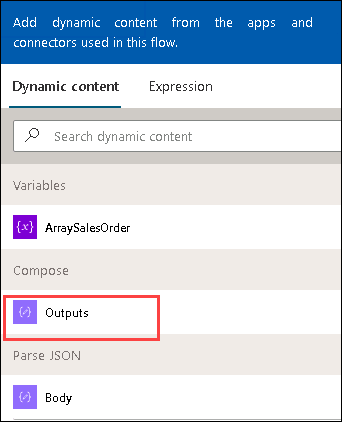 Add dynamic content from the apps and
connectors used in this flow.
Dynamic content Expression
Search dynamic content
Variables
{x} ArraySalesOrder
Compose
Outputs
Parse JSON
Body